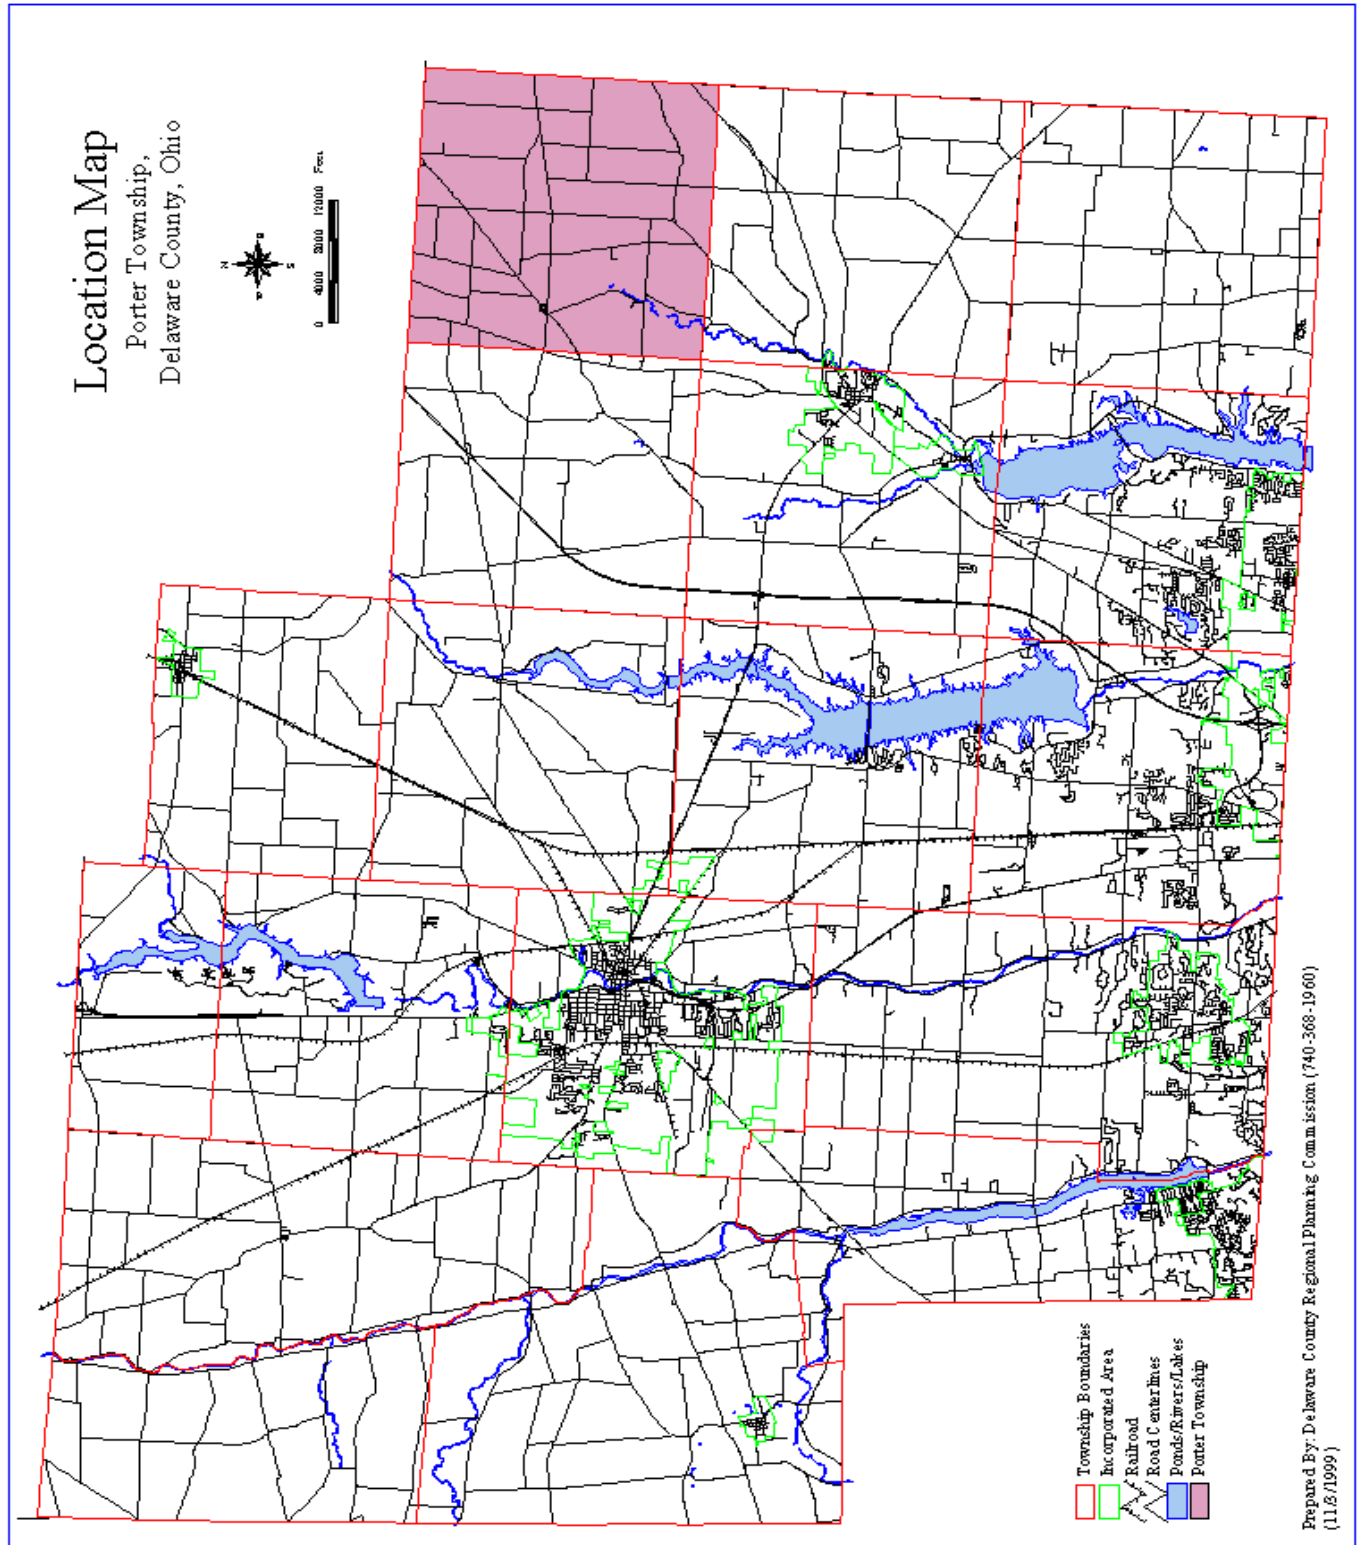 Location Map
Porter Township,
Delaware County, Ohio
N
S
0 4000 8000 12000 Feet
Township Boundaries
Incorporated Area
Railroad
Road Centerlines
Ponds/Rivers/Lakes
Porter Township
Prepared By: Delaware County Regional Planning Commission (740-368-1960)
(11/8/1999)